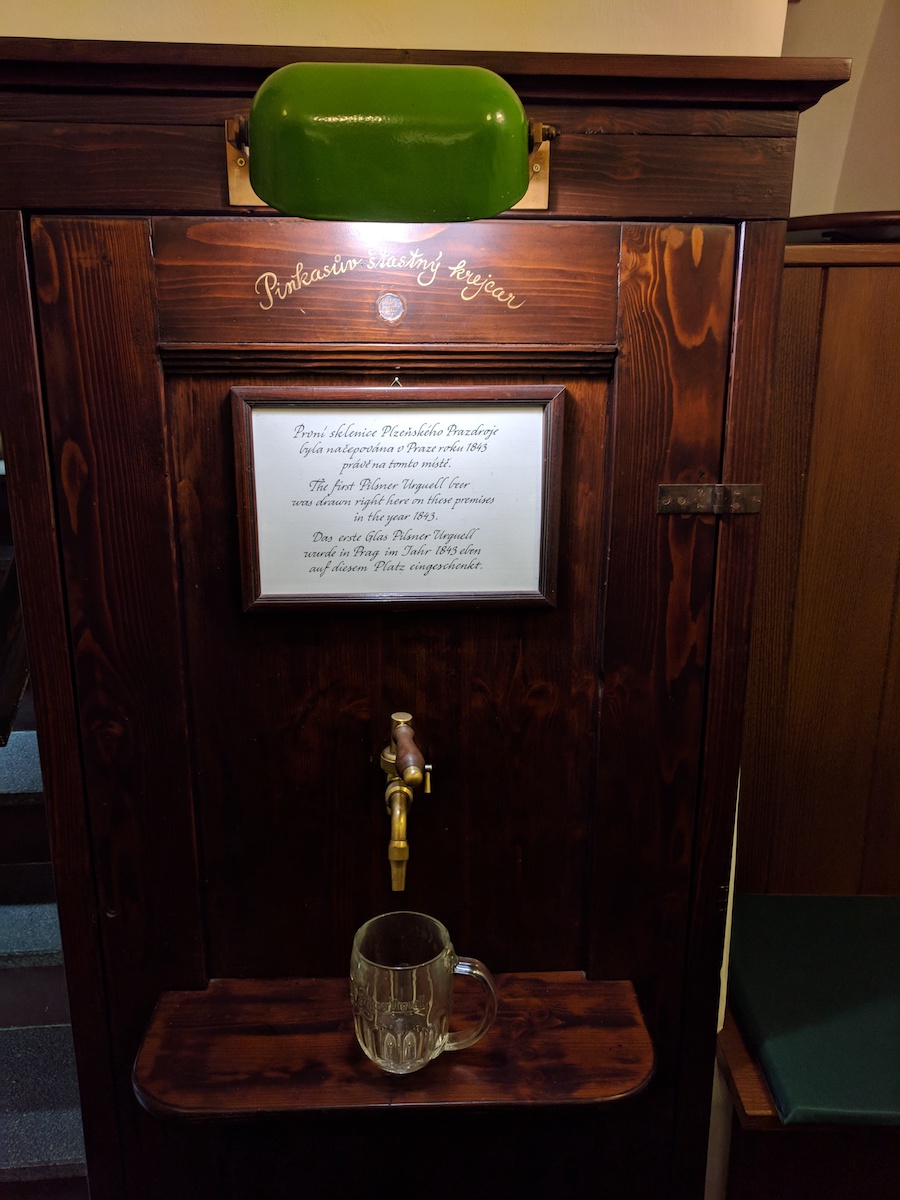 Pinkasův šťastný krejcar
První sklenice Plzeňského Prazdroje
byla načepována v Praze roku 1843
právě na tomto místě.
The first Pilsner Urquell beer
was drawn right here on these premises
in the year 1843.
Das erste Glas Pilsner Urquell
wurde in Prag im Jahr 1843 eben
auf diesem Platz eingeschenkt.